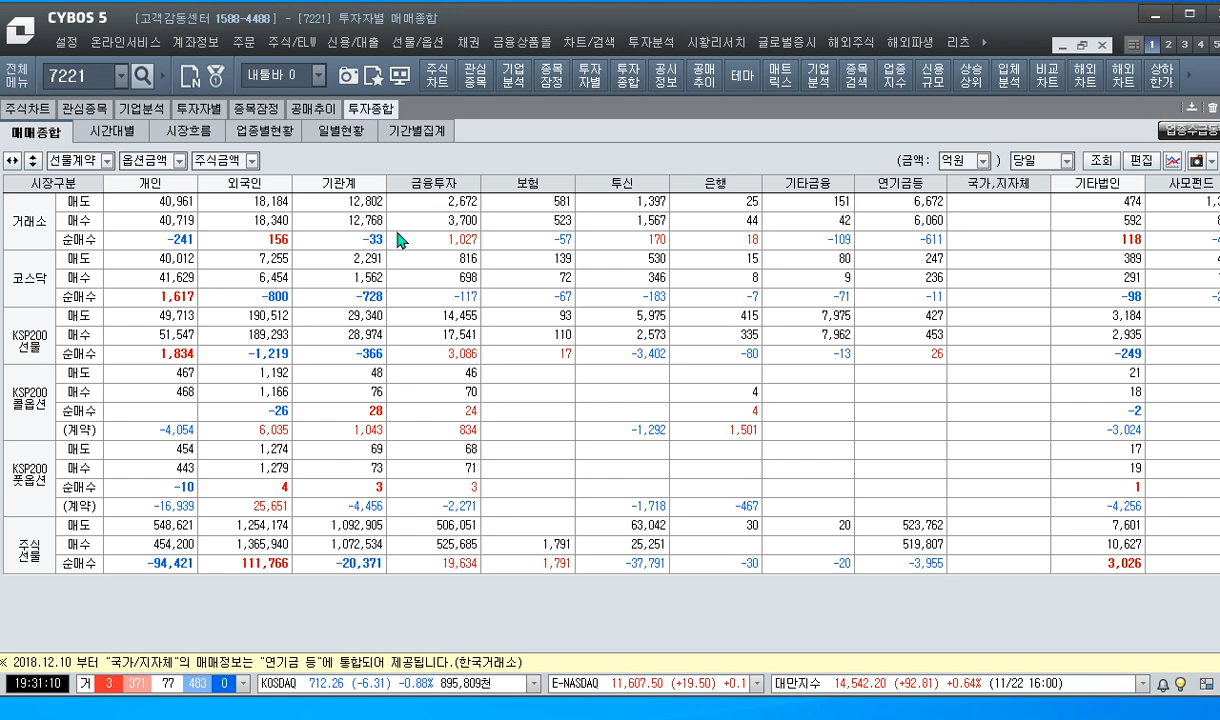 CYBOS 5 [고객감동센터 1588-4488] - [7221] 투자자별 매매종합
설정 온라인서비스 계좌정보 주문 주식/ELW 신용/대출 선물/옵션 채권 금융상품몰 차트/검색 투자분석 시황리서치 글로벌증시 해외주식 해외파생 리츠 1 2 3 4 5
전체메뉴 7221 내툴바 0 주식차트 관심종목 기업분석 종목잠정 투자자별 투자종합 공시정보 공매추이 테마 매트릭스 기업분석 종목검색 업종지수 신용규모 상승상위 입체분석 비교차트 해외차트 해외차트 상하한가
주식차트 관심종목 기업분석 투자자별 종목잠정 공매추이 투자종합
매매종합 시간대별 시장흐름 업종별현황 일별현황 기간별집계 업종수급동
선물계약 옵션금액 주식금액 (금액: 억원 ) 당일 조회 편집
시장구분 개인 외국인 기관계 금융투자 보험 투신 은행 기타금융 연기금등 국가,지자체 기타법인 사모펀드
거래소 매도 40,961 18,184 12,802 2,672 581 1,397 25 151 6,672 474
매수 40,719 18,340 12,768 3,700 523 1,567 44 42 6,060 592
순매수 -241 156 -33 1,027 -57 170 18 -109 -611 118
코스닥 매도 40,012 7,255 2,291 816 139 530 15 80 247 389
매수 41,629 6,454 1,562 698 72 346 8 9 236 291
순매수 1,617 -800 -728 -117 -67 -183 -7 -71 -11 -98
KSP200 선물 매도 49,713 190,512 29,340 14,455 93 5,975 415 7,975 427 3,184
매수 51,547 189,293 28,974 17,541 110 2,573 335 7,962 453 2,935
순매수 1,834 -1,219 -366 3,086 17 -3,402 -80 -13 26 -249
KSP200 콜옵션 매도 467 1,192 48 46 21
매수 468 1,166 76 70 4 18
순매수 -26 28 24 4 -2
(계약) -4,054 6,035 1,043 834 -1,292 1,501 -3,024
KSP200 풋옵션 매도 454 1,274 69 68 17
매수 443 1,279 73 71 19
순매수 -10 4 3 3 1
(계약) -16,939 25,651 -4,456 -2,271 -1,718 -467 -4,256
주식 선물 매도 548,621 1,254,174 1,092,905 506,051 63,042 30 20 523,762 7,601
매수 454,200 1,365,940 1,072,534 525,685 1,791 25,251 519,807 10,627
순매수 -94,421 111,766 -20,371 19,634 1,791 -37,791 -30 -20 -3,955 3,026
※ 2018.12.10 부터 "국가/지자체"의 매매정보는 "연기금 등"에 통합되어 제공됩니다.(한국거래소)
19:31:10 거 3 371 77 483 0 KOSDAQ 712.26 (-6.31) -0.88% 895,809천 E-NASDAQ 11,607.50 (+19.50) +0.1 대만지수 14,542.20 (+92.81) +0.64% (11/22 16:00)